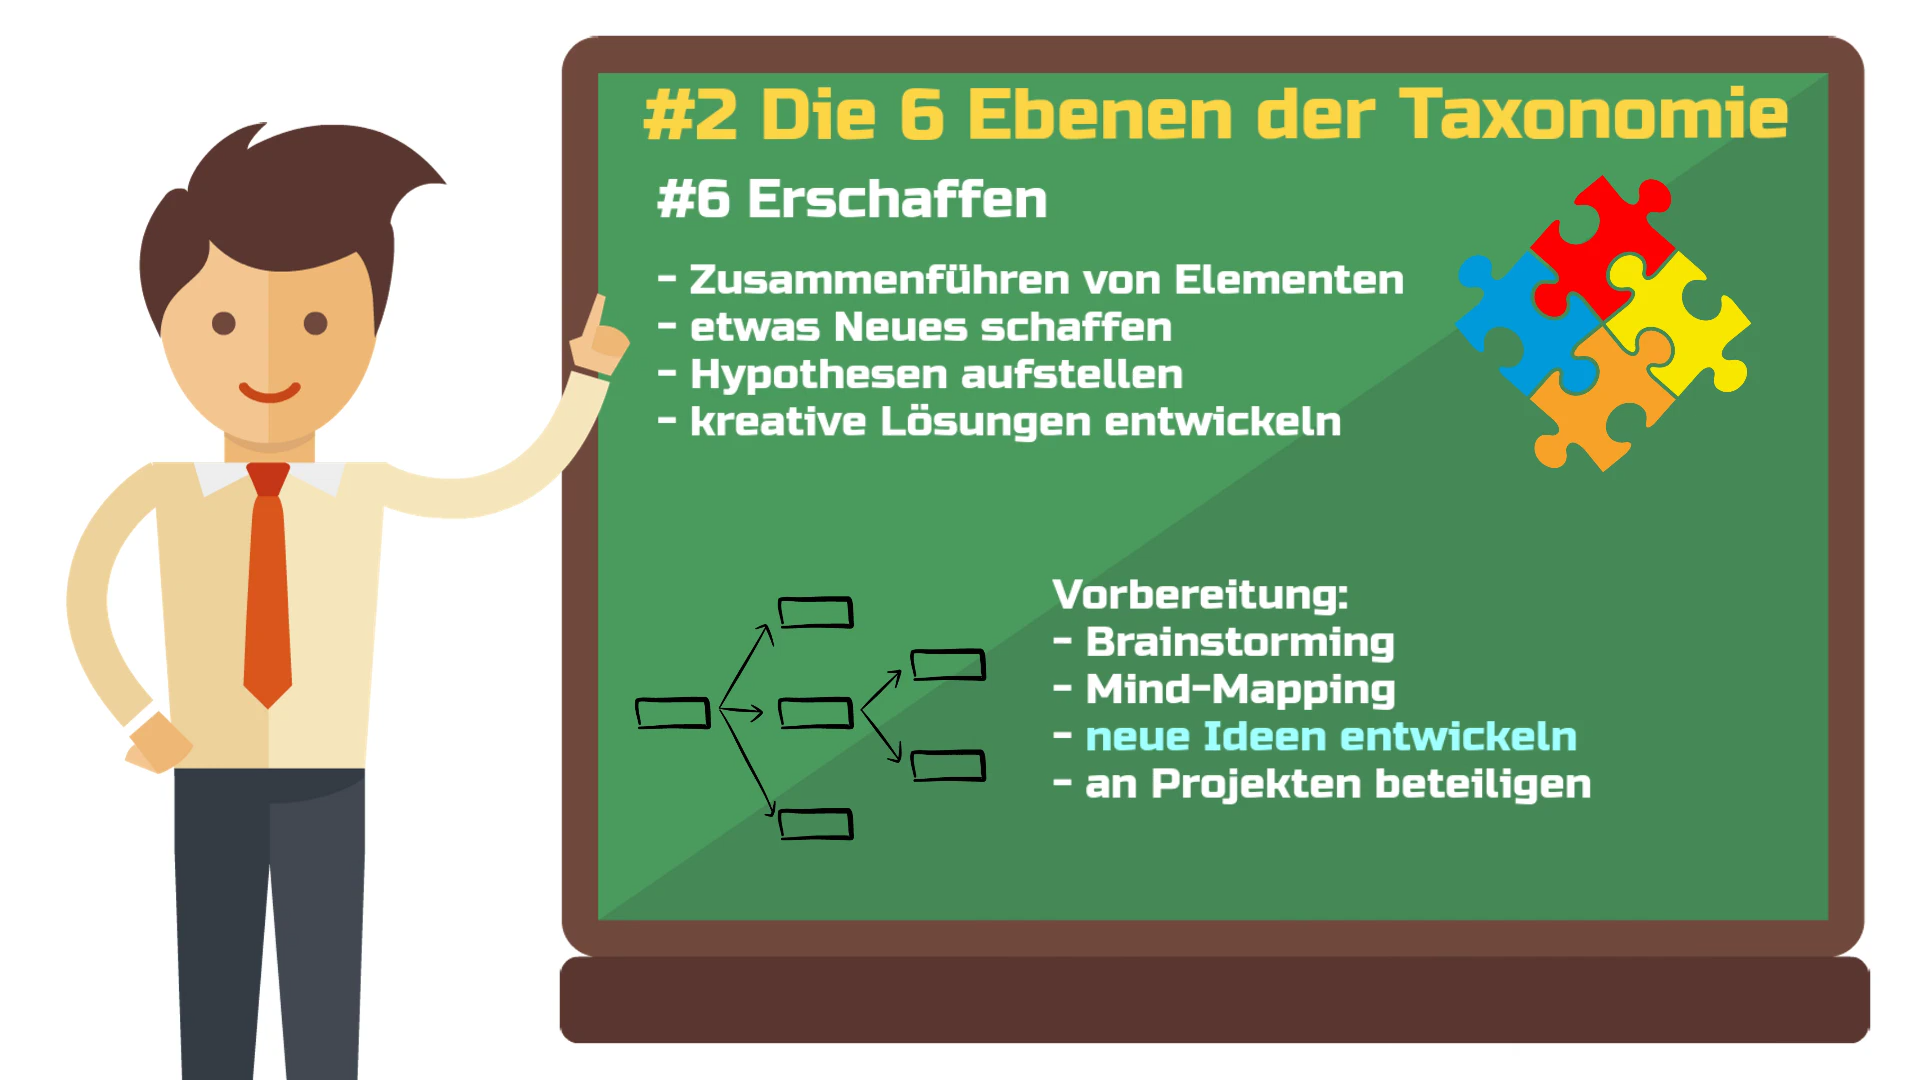 #2 Die 6 Ebenen der Taxonomie
#6 Erschaffen
- Zusammenführen von Elementen
- etwas Neues schaffen
- Hypothesen aufstellen
- kreative Lösungen entwickeln
Vorbereitung:
- Brainstorming
- Mind-Mapping
- neue Ideen entwickeln
- an Projekten beteiligen